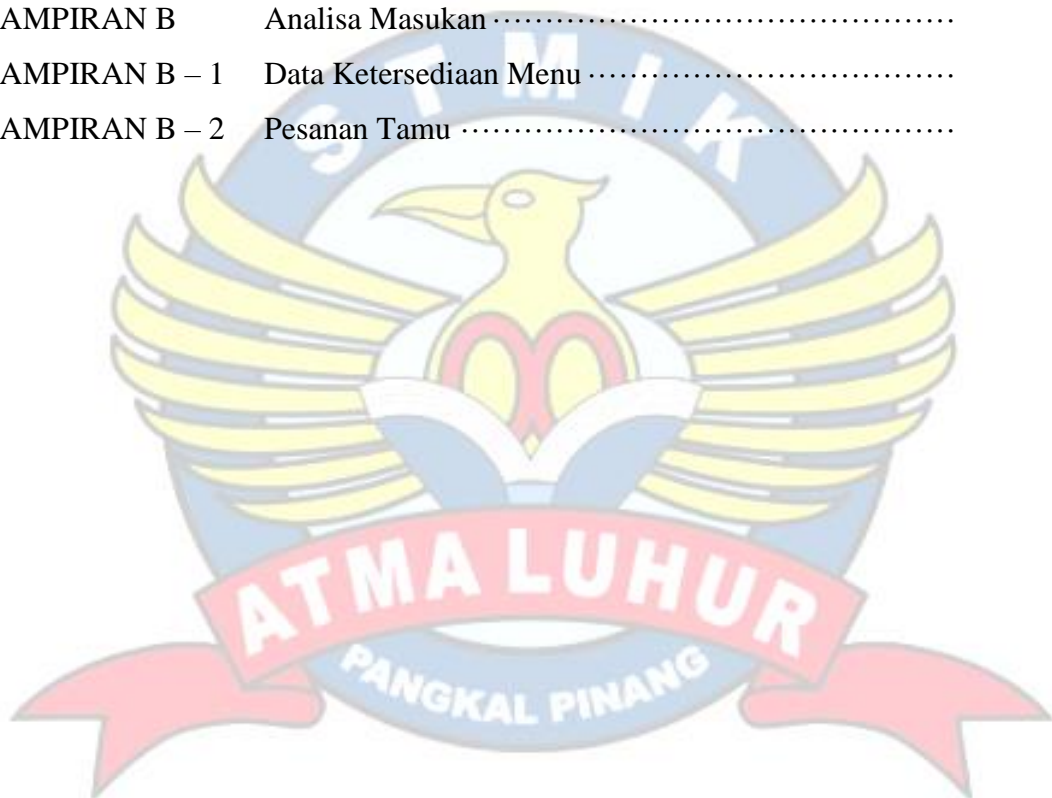 AMPIRAN B Analisa Masukan ............................................
AMPIRAN B – 1 Data Ketersediaan Menu ...................................
AMPIRAN B – 2 Pesanan Tamu ...............................................
STMIK
ATMA LUHUR
PANGKAL PINANG